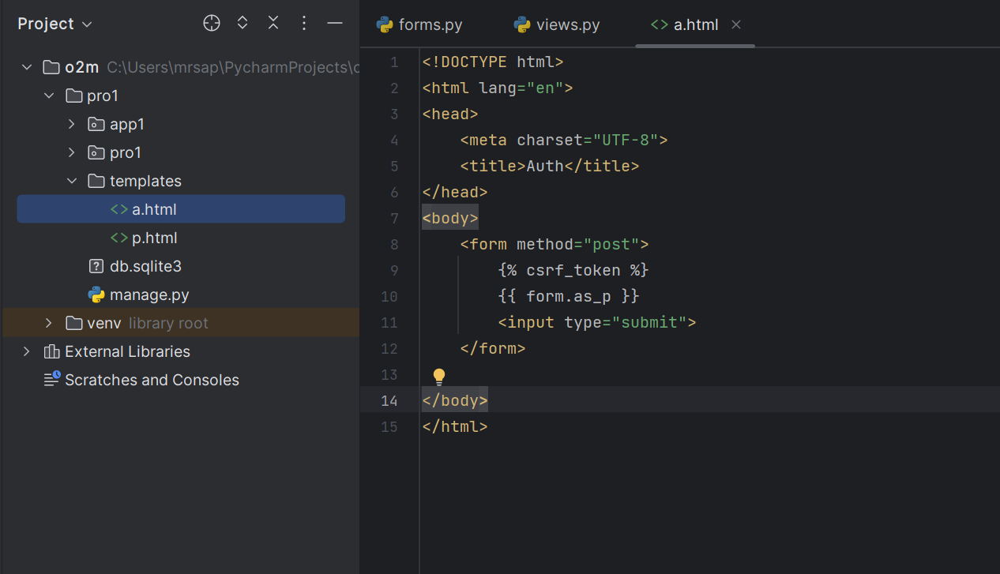 Project
o2m C:\Users\mrsap\PycharmProjects\
pro1
app1
pro1
templates
a.html
p.html
db.sqlite3
manage.py
venv library root
External Libraries
Scratches and Consoles
forms.py views.py a.html
1 <!DOCTYPE html>
2 <html lang="en">
3 <head>
4 <meta charset="UTF-8">
5 <title>Auth</title>
6 </head>
7 <body>
8 <form method="post">
9 {% csrf_token %}
10 {{ form.as_p }}
11 <input type="submit">
12 </form>
13
14 </body>
15 </html>